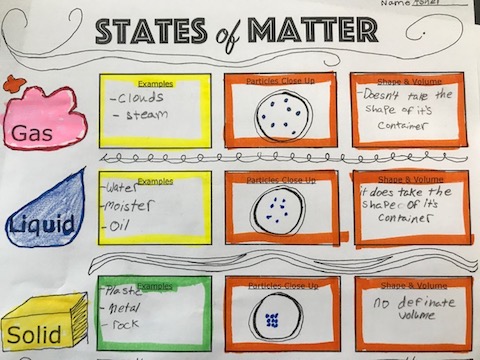 Name
STATES of MATTER
Gas
Examples
- Clouds
- steam
Particles Close Up
Shape & Volume
- Doesn't take the
shape of it's
container
Liquid
Examples
- Water
- Moister
- Oil
Particles Close Up
Shape & Volume
it does take the
shape of It's
container
Solid
Examples
- Plastic
- Metal
- rock
Particles Close Up
Shape & Volume
no definate
volume